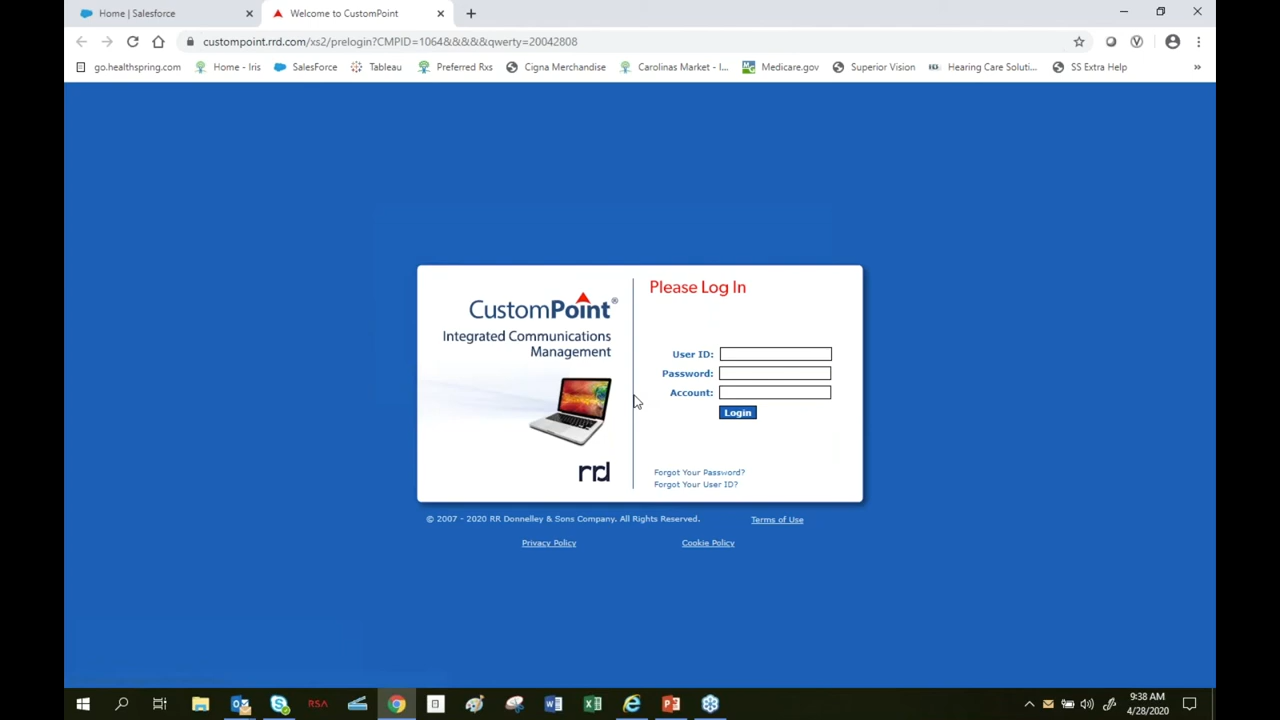 Home | Salesforce
Welcome to CustomPoint
custompoint.rrd.com/xs2/prelogin?CMPID=1064&&&&&qwerty=20042808
go.healthspring.com Home - Iris SalesForce Tableau Preferred Rxs Cigna Merchandise Carolinas Market - I... Medicare.gov Superior Vision Hearing Care Soluti... SS Extra Help »
CustomPoint®
Integrated Communications
Management
rrd
Please Log In
User ID:
Password:
Account:
Login
Forgot Your Password?
Forgot Your User ID?
© 2007 - 2020 RR Donnelley & Sons Company. All Rights Reserved. Terms of Use
Privacy Policy Cookie Policy
RSA
9:38 AM
4/28/2020